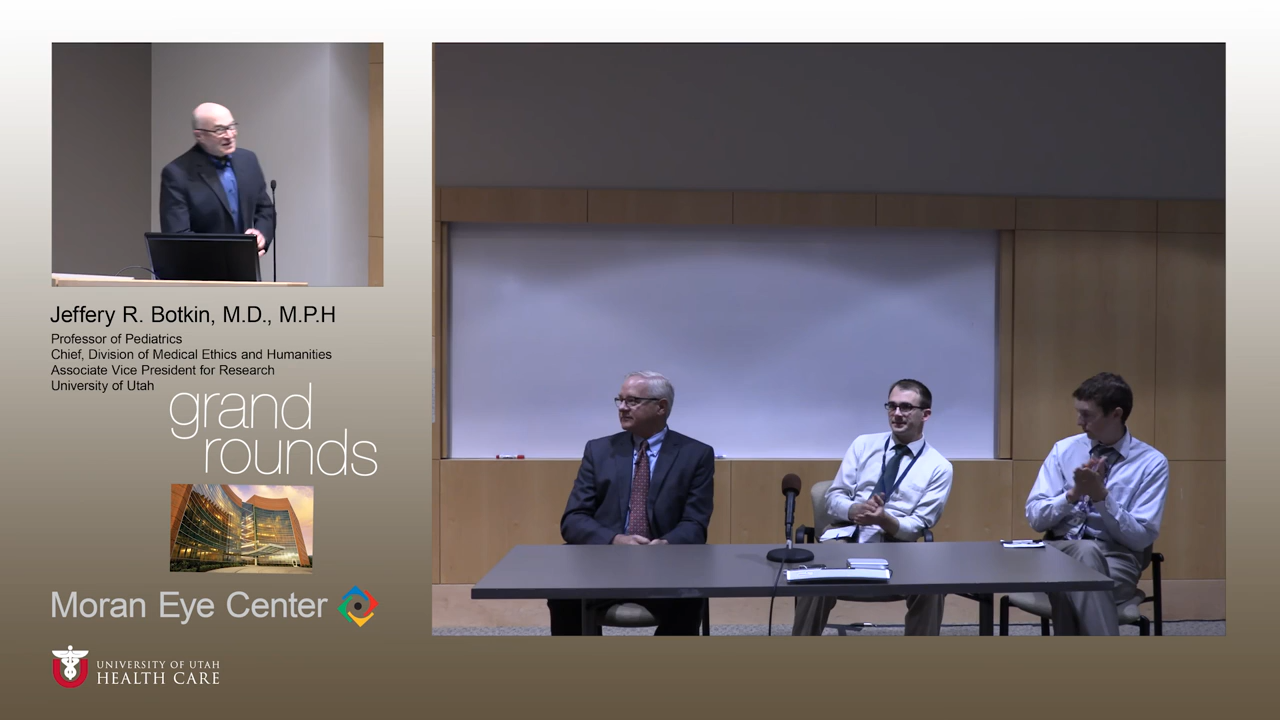 Jeffery R. Botkin, M.D., M.P.H
Professor of Pediatrics
Chief, Division of Medical Ethics and Humanities
Associate Vice President for Research
University of Utah
grand
rounds
Moran Eye Center
U
UNIVERSITY OF UTAH
HEALTH CARE